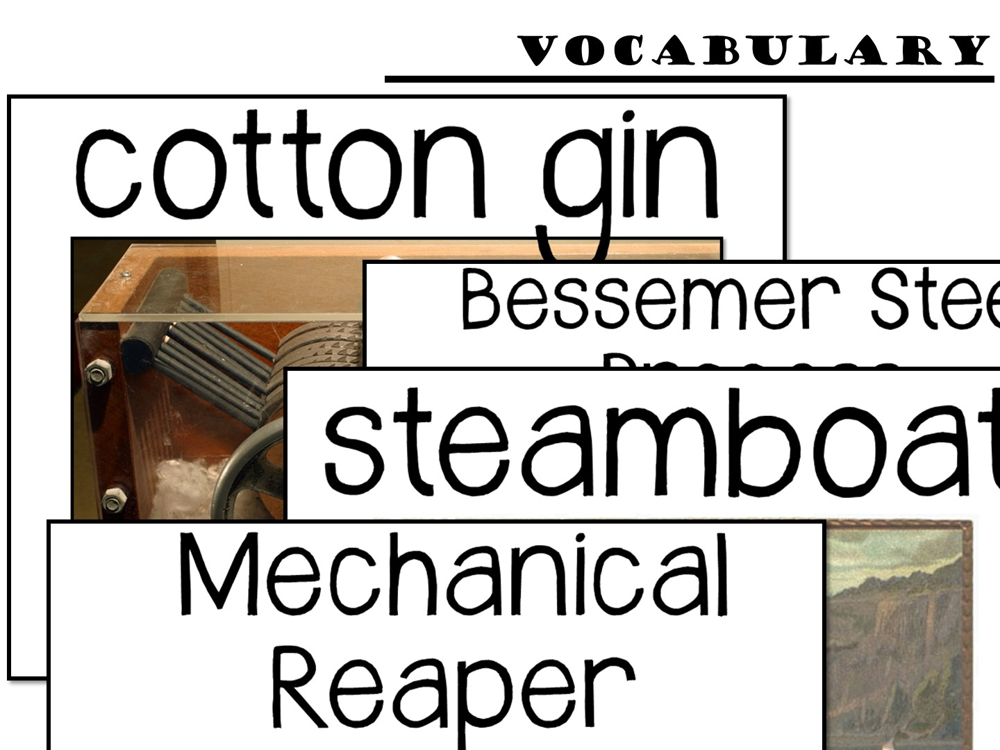 VOCABULARY
cotton gin
Bessemer Stee
steamboat
Mechanical
Reaper